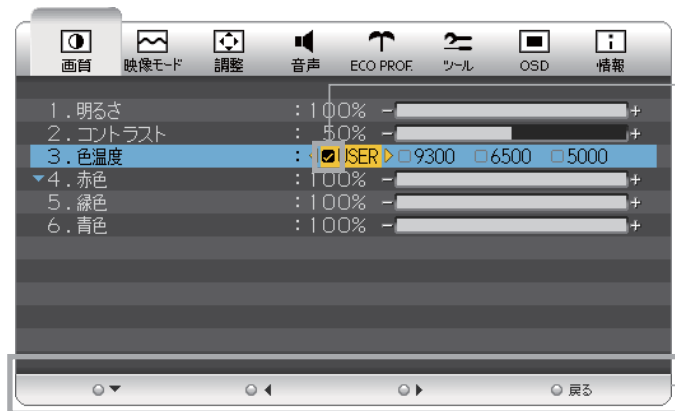 画質 映像モード 調整 音声 ECO PROF. ツール OSD 情報
1.明るさ :100% - +
2.コントラスト : 50% - +
3.色温度 : USER 9300 6500 5000
4.赤色 :100% - +
5.緑色 :100% - +
6.青色 :100% - +
戻る